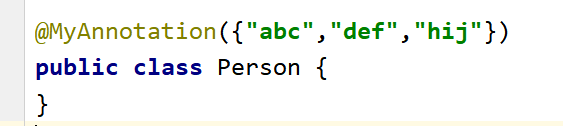 @MyAnnotation({"abc","def","hij"})
public class Person {
}